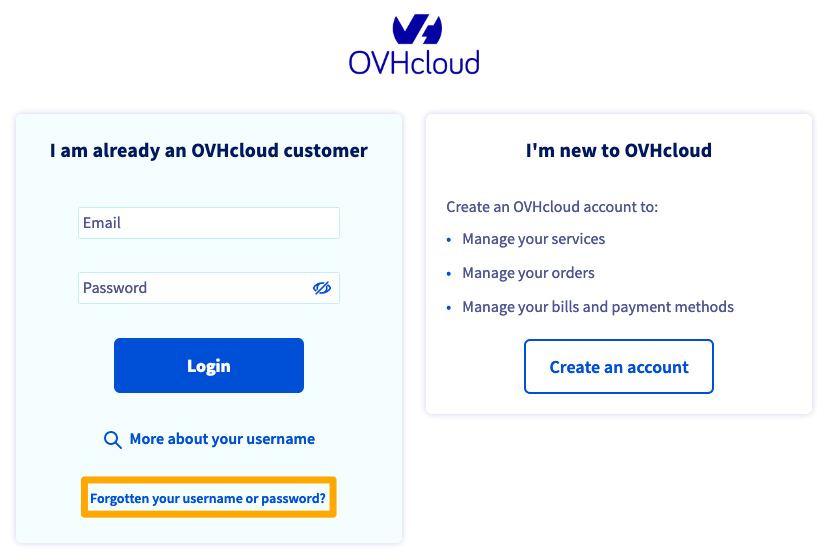 OVHcloud
I am already an OVHcloud customer
Email
Password
Login
More about your username
Forgotten your username or password?
I'm new to OVHcloud
Create an OVHcloud account to:
• Manage your services
• Manage your orders
• Manage your bills and payment methods
Create an account